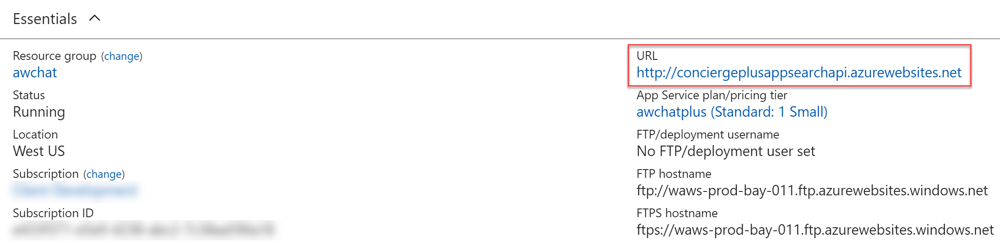 Essentials
Resource group (change)
awchat
Status
Running
Location
West US
Subscription (change)
Subscription ID
URL
http://conciergeplusappsearchapi.azurewebsites.net
App Service plan/pricing tier
awchatplus (Standard: 1 Small)
FTP/deployment username
No FTP/deployment user set
FTP hostname
ftp://waws-prod-bay-011.ftp.azurewebsites.windows.net
FTPS hostname
ftps://waws-prod-bay-011.ftp.azurewebsites.windows.net